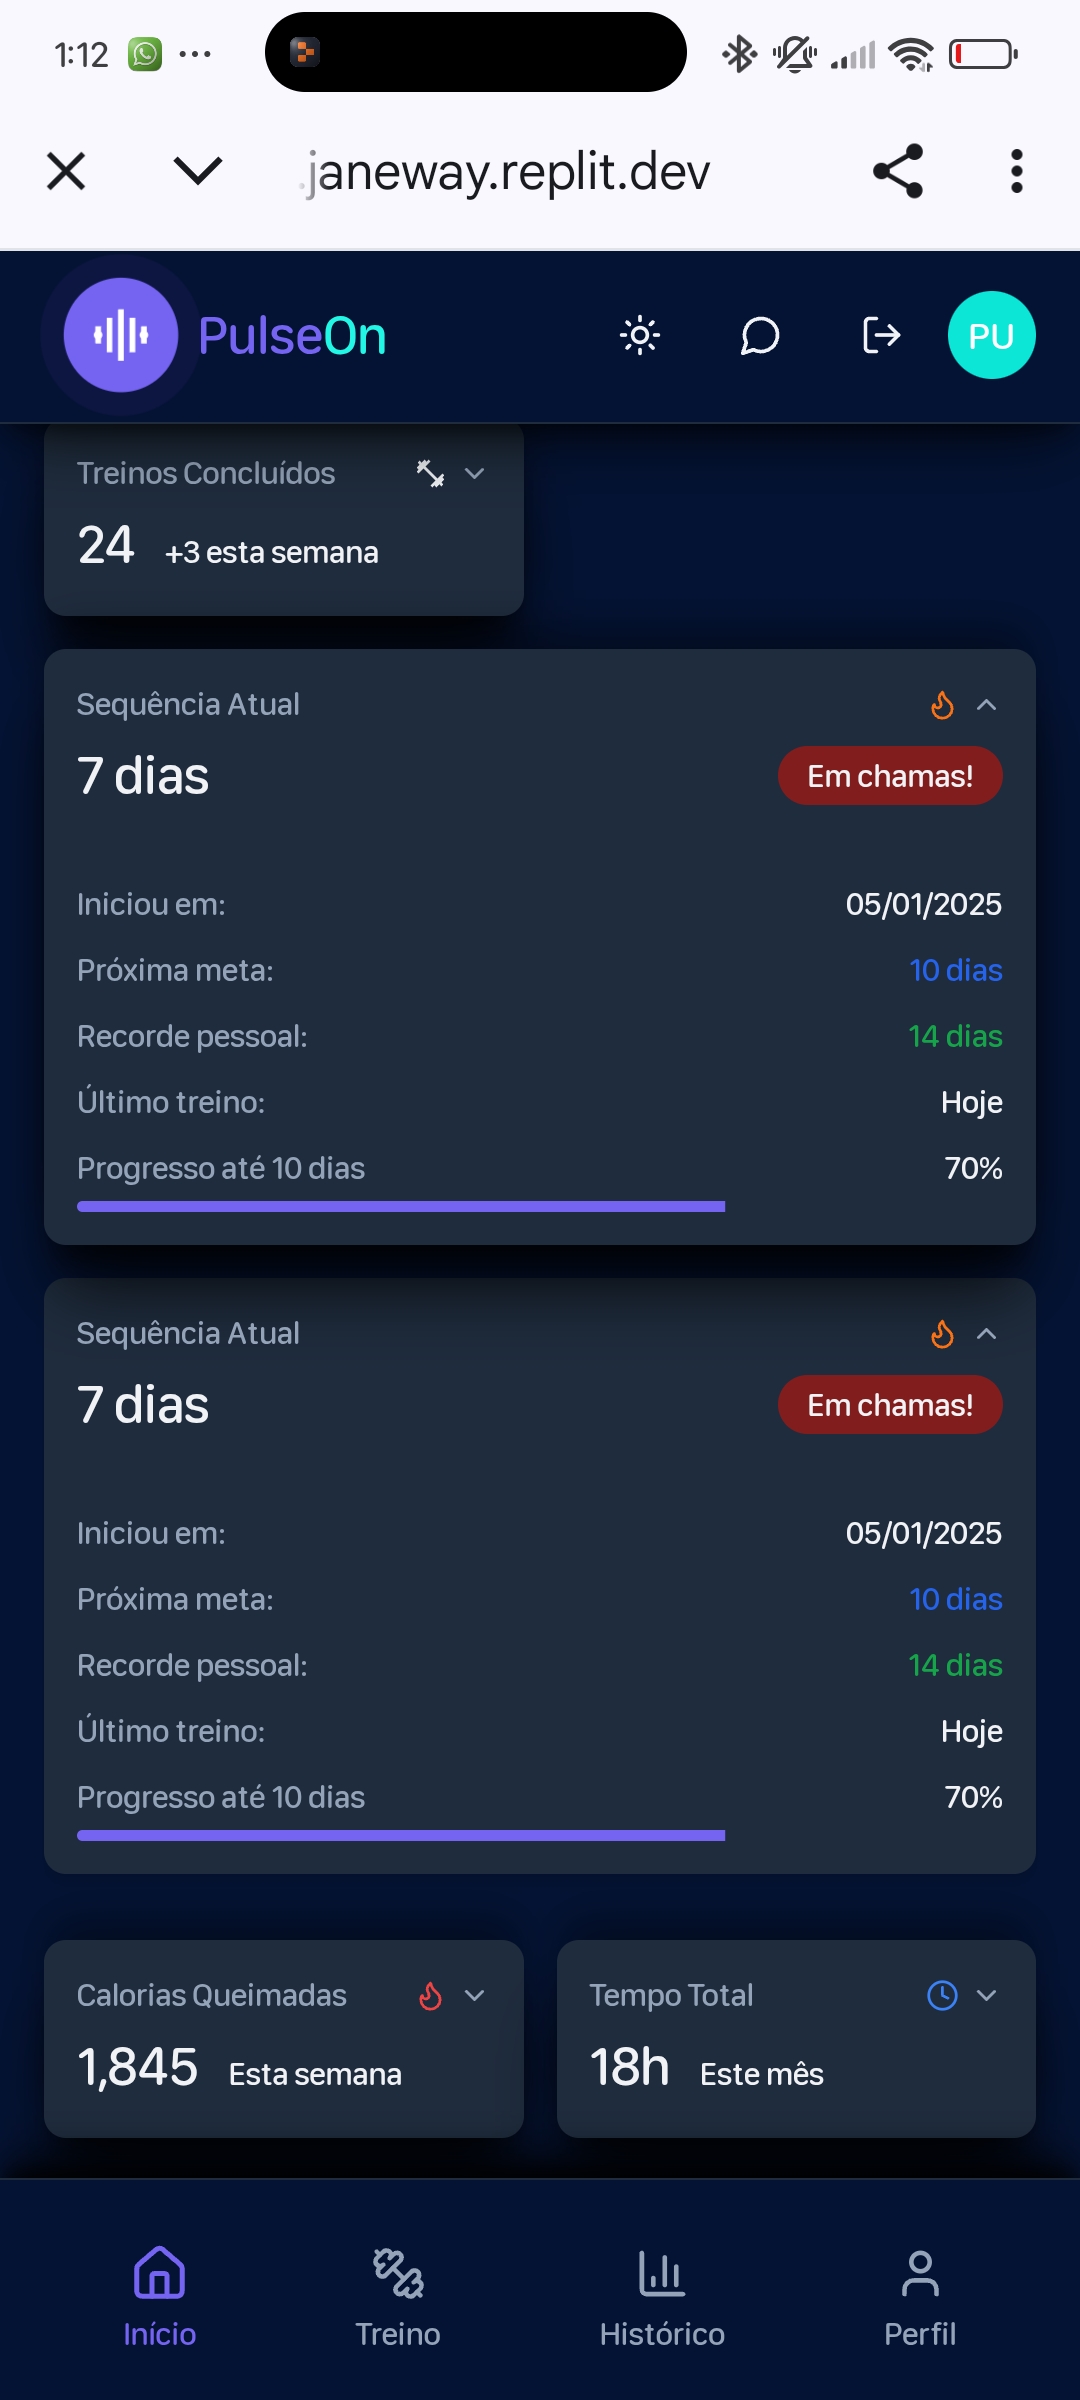 1:12
.janeway.replit.dev
PulseOn
PU
Treinos Concluídos
24 +3 esta semana
Sequência Atual
7 dias
Em chamas!
Iniciou em: 05/01/2025
Próxima meta: 10 dias
Recorde pessoal: 14 dias
Último treino: Hoje
Progresso até 10 dias 70%
Sequência Atual
7 dias
Em chamas!
Iniciou em: 05/01/2025
Próxima meta: 10 dias
Recorde pessoal: 14 dias
Último treino: Hoje
Progresso até 10 dias 70%
Calorias Queimadas
1,845 Esta semana
Tempo Total
18h Este mês
Início
Treino
Histórico
Perfil